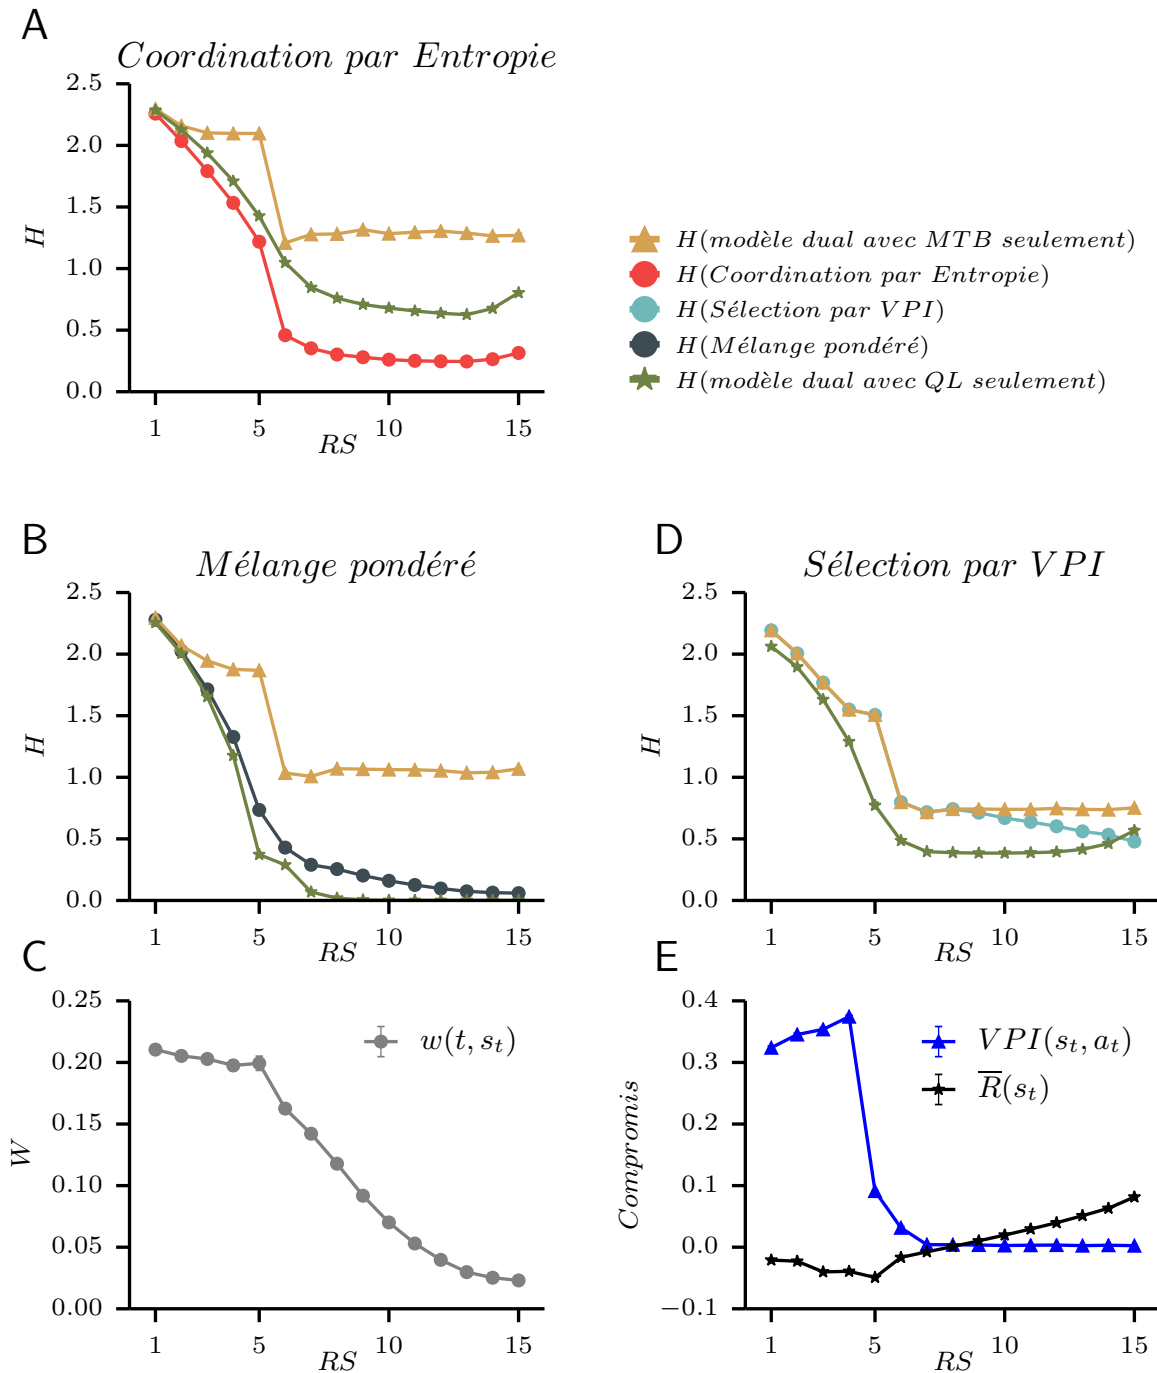 A
Coordination par Entropie
2.5
2.0
1.5
1.0
0.5
0.0
H
1 5 10 15
RS
H(modèle dual avec MTB seulement)
H(Coordination par Entropie)
H(Sélection par VPI)
H(Mélange pondéré)
H(modèle dual avec QL seulement)
B
Mélange pondéré
2.5
2.0
1.5
1.0
0.5
0.0
H
1 5 10 15
RS
D
Sélection par VPI
2.5
2.0
1.5
1.0
0.5
0.0
H
1 5 10 15
RS
C
0.25
0.20
0.15
0.10
0.05
0.00
W
w(t, s_t)
1 5 10 15
RS
E
0.4
0.3
0.2
0.1
0.0
−0.1
Compromis
VPI(s_t, a_t)
R̅(s_t)
1 5 10 15
RS